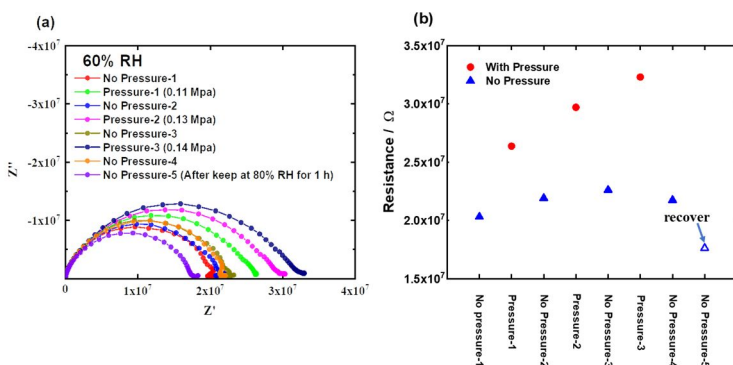 (a)
-4x10⁷
-3x10⁷
-2x10⁷
-1x10⁷
0
Z''
60% RH
No Pressure-1
Pressure-1 (0.11 Mpa)
No Pressure-2
Pressure-2 (0.13 Mpa)
No Pressure-3
Pressure-3 (0.14 Mpa)
No Pressure-4
No Pressure-5 (After keep at 80% RH for 1 h)
0
1x10⁷
2x10⁷
3x10⁷
4x10⁷
Z'
(b)
3.5x10⁷
3.0x10⁷
2.5x10⁷
2.0x10⁷
1.5x10⁷
Resistance / Ω
With Pressure
No Pressure
recover
No pressure-1
Pressure-1
No Pressure-2
Pressure-2
No Pressure-3
Pressure-3
No Pressure-4
No Pressure-5